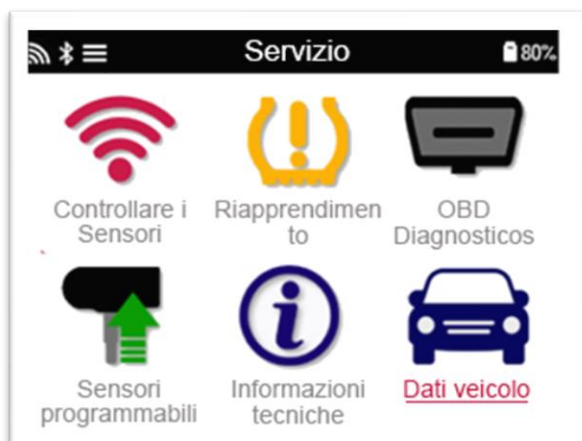 Servizio 80%
Controllare i Riapprendimen OBD
Sensori to Diagnosticos
Sensori Informazioni Dati veicolo
programmabili tecniche